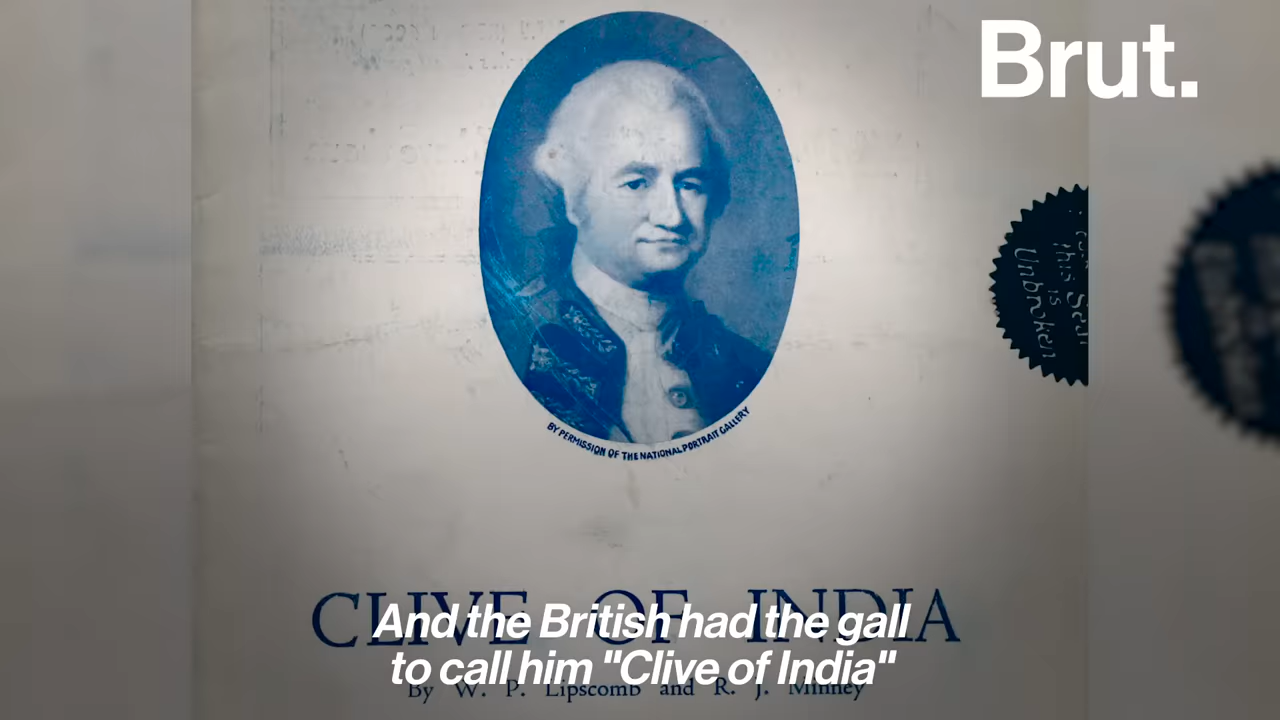 Brut.
this Seal
is
Unbroken
BY PERMISSION OF THE NATIONAL PORTRAIT GALLERY
CLIVE OF INDIA
And the British had the gall
to call him "Clive of India"
By W. P. Lipscomb and R. J. Minney